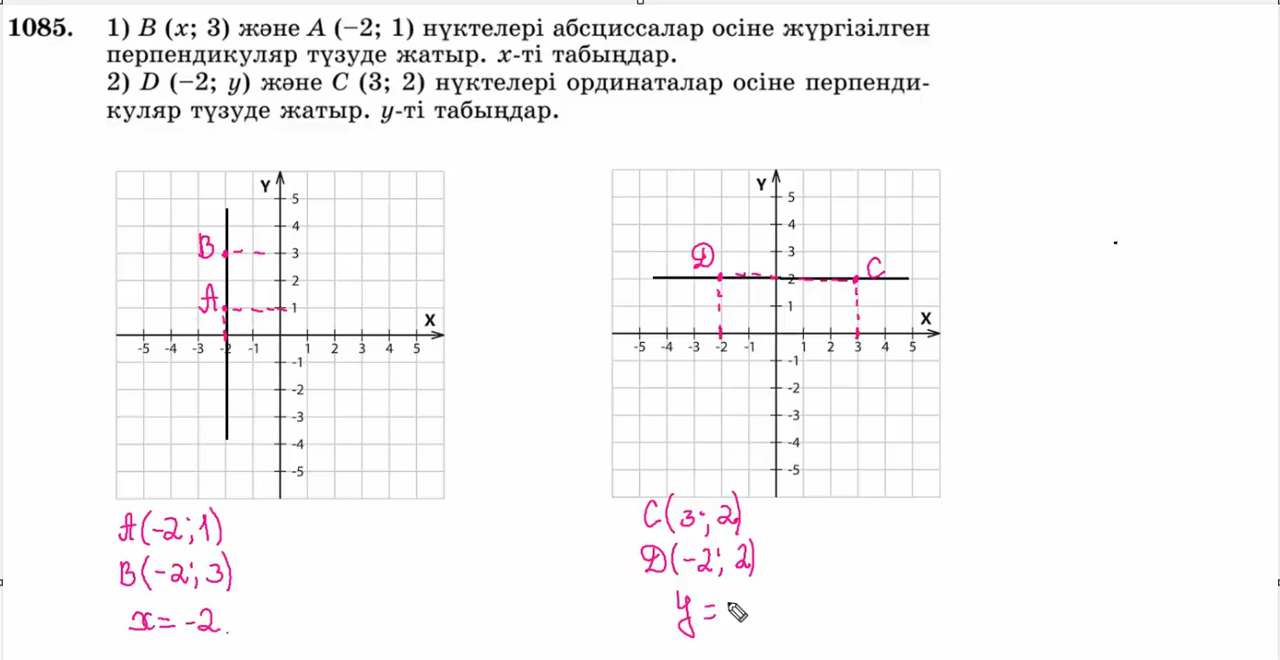 1085. 1) B (x; 3) және A (−2; 1) нүктелері абсциссалар осіне жүргізілген
перпендикуляр түзуде жатыр. x-ті табыңдар.
2) D (−2; y) және C (3; 2) нүктелері ординаталар осіне перпенди-
куляр түзуде жатыр. y-ті табыңдар.
Y
5
4
B 3
2
A 1
X
-5 -4 -3 -2 -1 1 2 3 4 5
-1
-2
-3
-4
-5
A(-2; 1)
B(-2; 3)
x = -2.
Y
5
4
3
D C
2
1
X
-5 -4 -3 -2 -1 1 2 3 4 5
-1
-2
-3
-4
-5
C(3; 2)
D(-2; 2)
y =